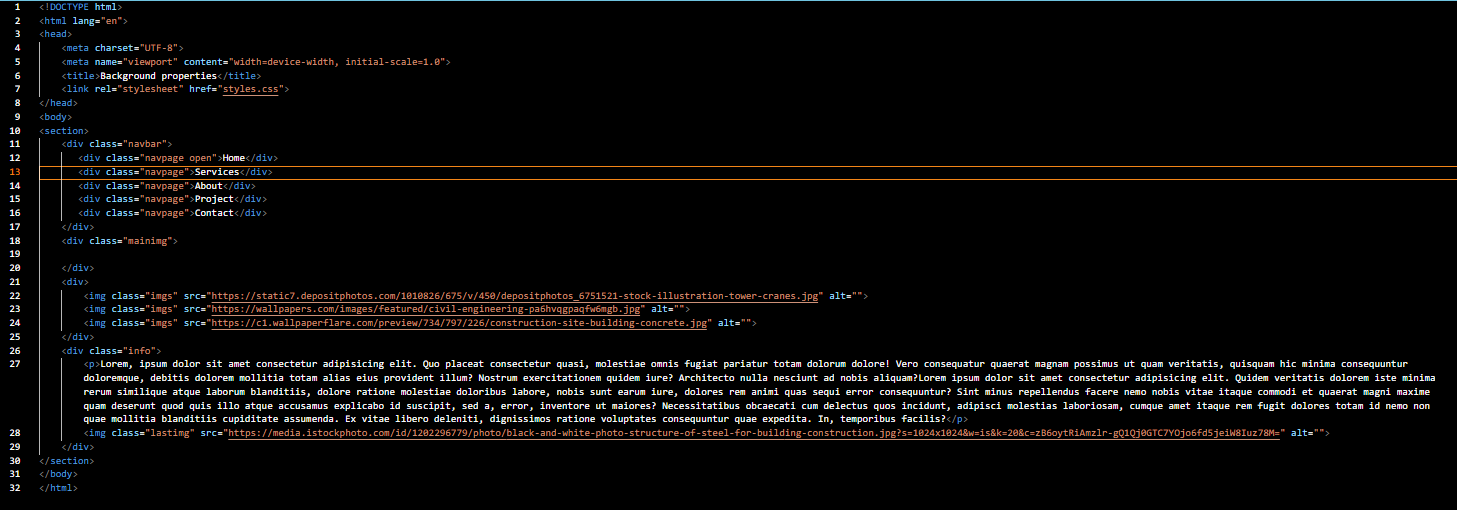 1 <!DOCTYPE html>
2 <html lang="en">
3 <head>
4 <meta charset="UTF-8">
5 <meta name="viewport" content="width=device-width, initial-scale=1.0">
6 <title>Background properties</title>
7 <link rel="stylesheet" href="styles.css">
8 </head>
9 <body>
10 <section>
11 <div class="navbar">
12 <div class="navpage open">Home</div>
13 <div class="navpage">Services</div>
14 <div class="navpage">About</div>
15 <div class="navpage">Project</div>
16 <div class="navpage">Contact</div>
17 </div>
18 <div class="mainimg">
19
20 </div>
21 <div>
22 <img class="imgs" src="https://static7.depositphotos.com/1010826/675/v/450/depositphotos_6751521-stock-illustration-tower-cranes.jpg" alt="">
23 <img class="imgs" src="https://wallpapers.com/images/featured/civil-engineering-pa6hvqgpaqfw6mgb.jpg" alt="">
24 <img class="imgs" src="https://c1.wallpaperflare.com/preview/734/797/226/construction-site-building-concrete.jpg" alt="">
25 </div>
26 <div class="info">
27 <p>Lorem, ipsum dolor sit amet consectetur adipisicing elit. Quo placeat consectetur quasi, molestiae omnis fugiat pariatur totam dolorum dolore! Vero consequatur quaerat magnam possimus ut quam veritatis, quisquam hic minima consequuntur
doloremque, debitis dolorem mollitia totam alias eius provident illum? Nostrum exercitationem quidem iure? Architecto nulla nesciunt ad nobis aliquam?Lorem ipsum dolor sit amet consectetur adipisicing elit. Quidem veritatis dolorem iste minima
rerum similique atque laborum blanditiis, dolore ratione molestiae doloribus labore, nobis sunt earum iure, dolores rem animi quas sequi error consequuntur? Sint minus repellendus facere nemo nobis vitae itaque commodi et quaerat magni maxime
quam deserunt quod quis illo atque accusamus explicabo id suscipit, sed a, error, inventore ut maiores? Necessitatibus obcaecati cum delectus quos incidunt, adipisci molestias laboriosam, cumque amet itaque rem fugit dolores totam id nemo non
quae mollitia blanditiis cupiditate assumenda. Ex vitae libero deleniti, dignissimos ratione voluptates consequuntur quae expedita. In, temporibus facilis?</p>
28 <img class="lastimg" src="https://media.istockphoto.com/id/1202296779/photo/black-and-white-photo-structure-of-steel-for-building-construction.jpg?s=1024x1024&w=is&k=20&c=zB6oytRiAmzlr-gQ1Qj0GTC7YOjo6fd5jeiW8Iuz78M=" alt="">
29 </div>
30 </section>
31 </body>
32 </html>